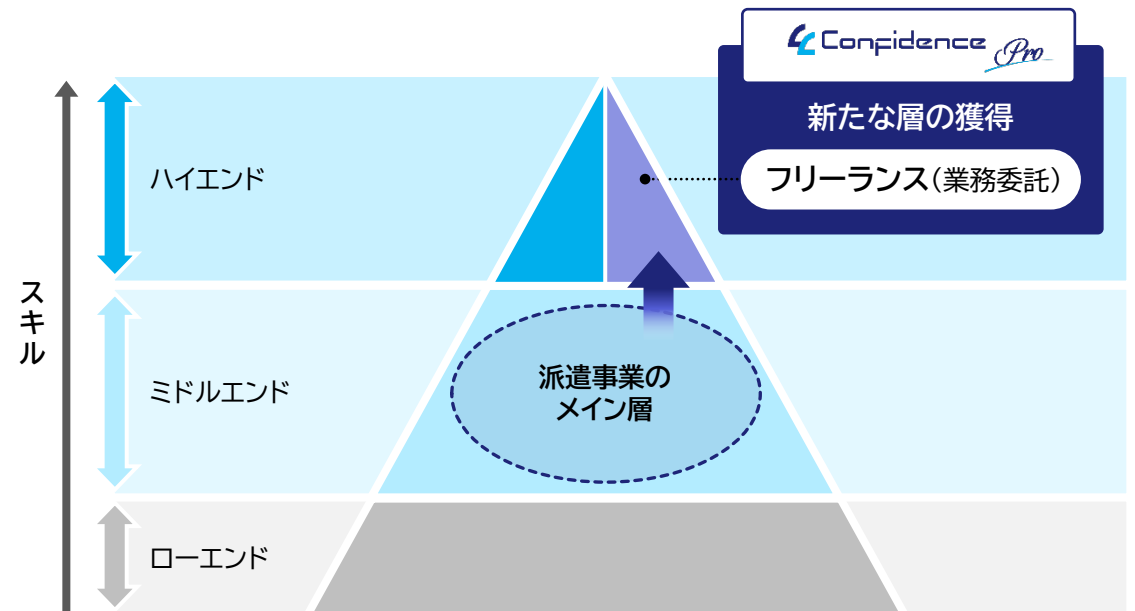 Confidence Pro
新たな層の獲得
フリーランス（業務委託）
ハイエンド
スキル
ミドルエンド
派遣事業の
メイン層
ローエンド